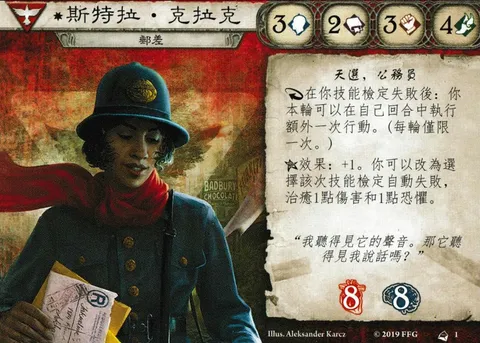 *斯特拉·克拉克
3 2 3 4
郵差
天選，公務員
在你技能檢定失敗後：你
本輪可以在自己回合中執行
額外一次行動。(每輪僅限
一次。)
效果：+1。你可以改為選
擇該次技能檢定自動失敗，
治癒1點傷害和1點恐懼。
“我聽得見它的聲音。那它聽
得見我說話嗎？”
BADBURY
CHOCOLATE
R
8 8
Illus. Aleksander Karcz © 2019 FFG 1